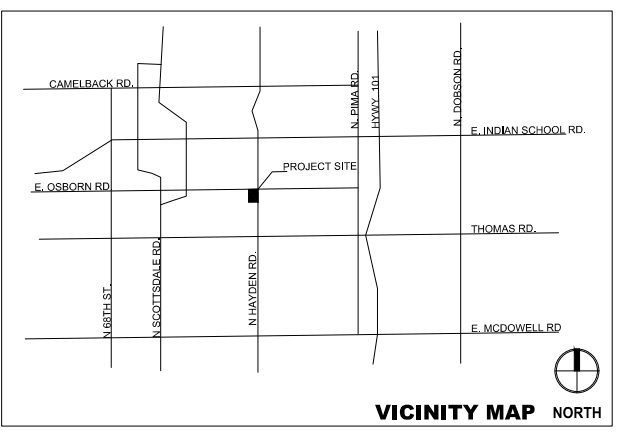 CAMELBACK RD.
N. PIMA RD.
HYWY 101
N. DOBSON RD.
E. INDIAN SCHOOL RD.
PROJECT SITE
E. OSBORN RD.
THOMAS RD.
N 68TH ST.
N SCOTTSDALE RD.
N HAYDEN RD.
E. MCDOWELL RD
VICINITY MAP NORTH